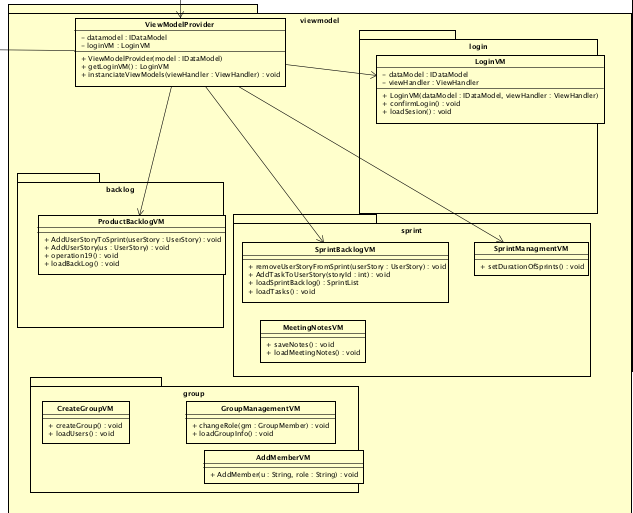 viewmodel
ViewModelProvider
- datamodel : IDataModel
- loginVM : LoginVM
+ ViewModelProvider(model : IDataModel)
+ getLoginVM() : LoginVM
+ instanciateViewModels(viewHandler : ViewHandler) : void
login
LoginVM
- dataModel : IDataModel
- viewHandler : ViewHandler
+ LoginVM(dataModel : IDataModel, viewHandler : ViewHandler)
+ confirmLogin() : void
+ loadSesion() : void
backlog
ProductBacklogVM
+ AddUserStoryToSprint(userStory : UserStory) : void
+ AddUserStory(us : UserStory) : void
+ operation19() : void
+ loadBackLog() : void
sprint
SprintBacklogVM
+ removeUserStoryFromSprint(userStory : UserStory) : void
+ AddTaskToUserStory(storyId : int) : void
+ loadSprintBacklog() : SprintList
+ loadTasks() : void
SprintManagmentVM
+ setDurationOfSprints() : void
MeetingNotesVM
+ saveNotes() : void
+ loadMeetingNotes() : void
group
CreateGroupVM
+ createGroup() : void
+ loadUsers() : void
GroupManagementVM
+ changeRole(gm : GroupMember) : void
+ loadGroupInfo() : void
AddMemberVM
+ AddMember(u : String, role : String) : void